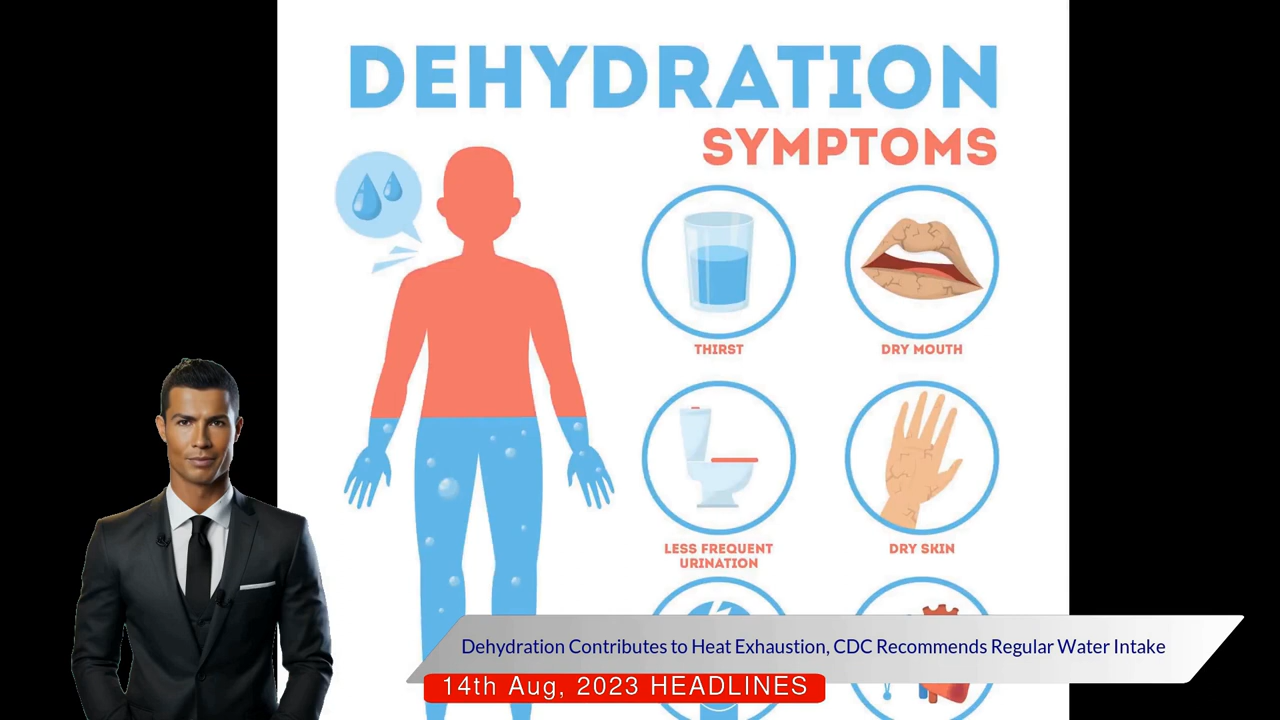 DEHYDRATION
SYMPTOMS
THIRST
DRY MOUTH
LESS FREQUENT
URINATION
DRY SKIN
Dehydration Contributes to Heat Exhaustion, CDC Recommends Regular Water Intake
14th Aug, 2023 HEADLINES